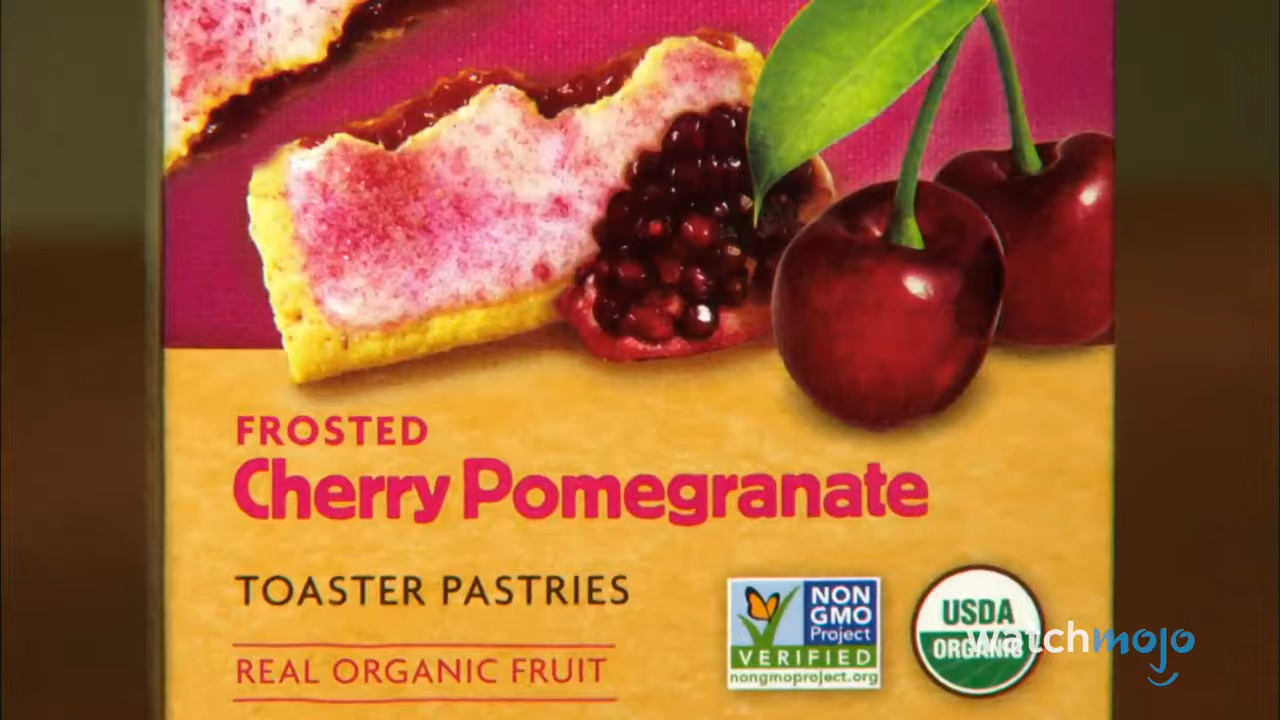 FROSTED
Cherry Pomegranate
TOASTER PASTRIES
REAL ORGANIC FRUIT
NON
GMO
Project
VERIFIED
nongmoproject.org
USDA
ORGANIC
watchmojo